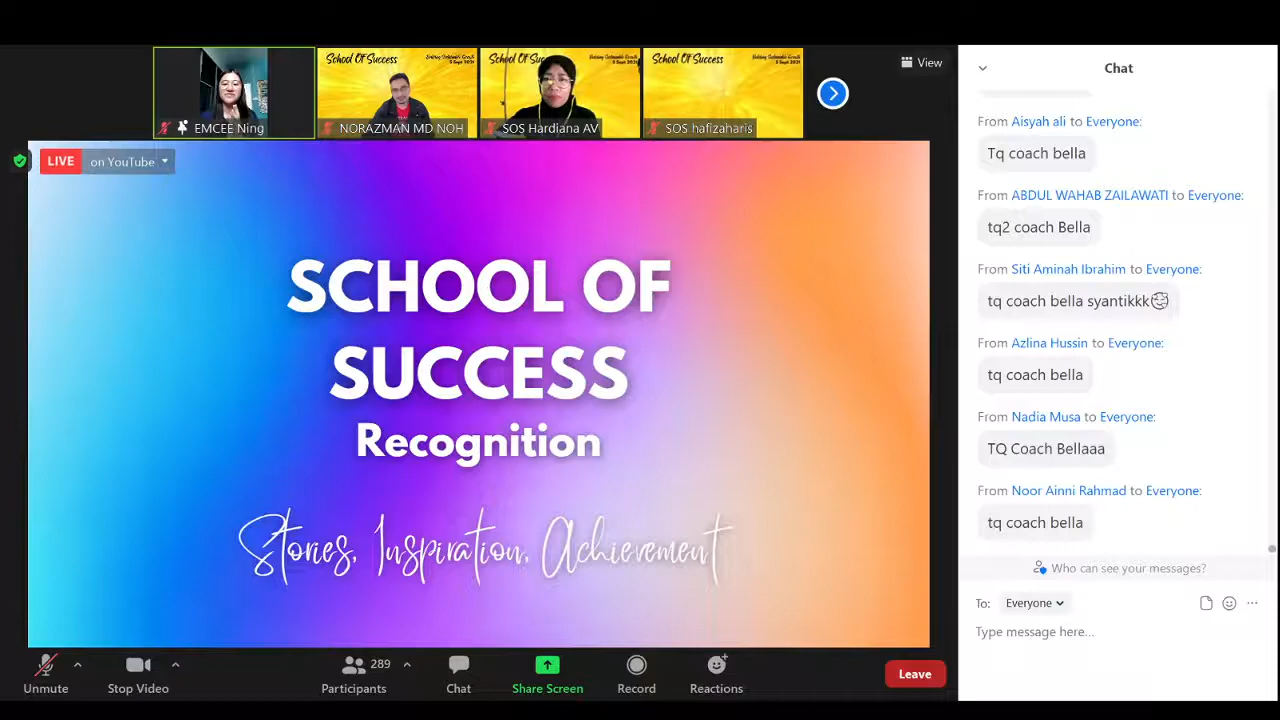 View
EMCEE Ning
School Of Success
NORAZMAN MD NOH
SOS Hardiana AV
School Of Success
SOS hafizaharis
LIVE on YouTube
SCHOOL OF
SUCCESS
Recognition
Stories, Inspiration, Achievement
Unmute
Stop Video
289
Participants
Chat
Share Screen
Record
Reactions
Leave
Chat
From Aisyah ali to Everyone:
Tq coach bella
From ABDUL WAHAB ZAILAWATI to Everyone:
tq2 coach Bella
From Siti Aminah Ibrahim to Everyone:
tq coach bella syantikkk🥰
From Azlina Hussin to Everyone:
tq coach bella
From Nadia Musa to Everyone:
TQ Coach Bellaaa
From Noor Ainni Rahmad to Everyone:
tq coach bella
Who can see your messages?
To: Everyone
Type message here...